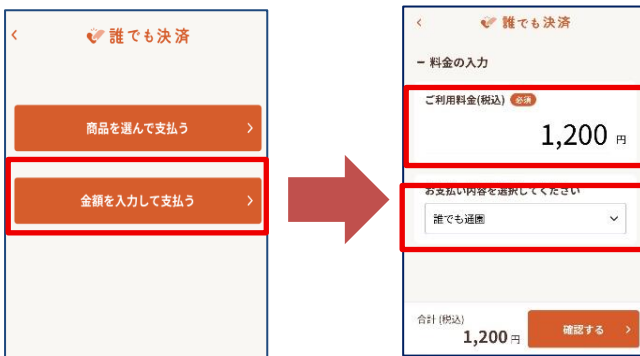 誰でも決済
商品を選んで支払う
金額を入力して支払う
誰でも決済
- 料金の入力
ご利用料金(税込) 必須
1,200 円
お支払い内容を選択してください
誰でも通園
合計 (税込)
1,200 円
確認する